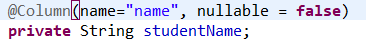 @Column(name="name", nullable = false)
private String studentName;